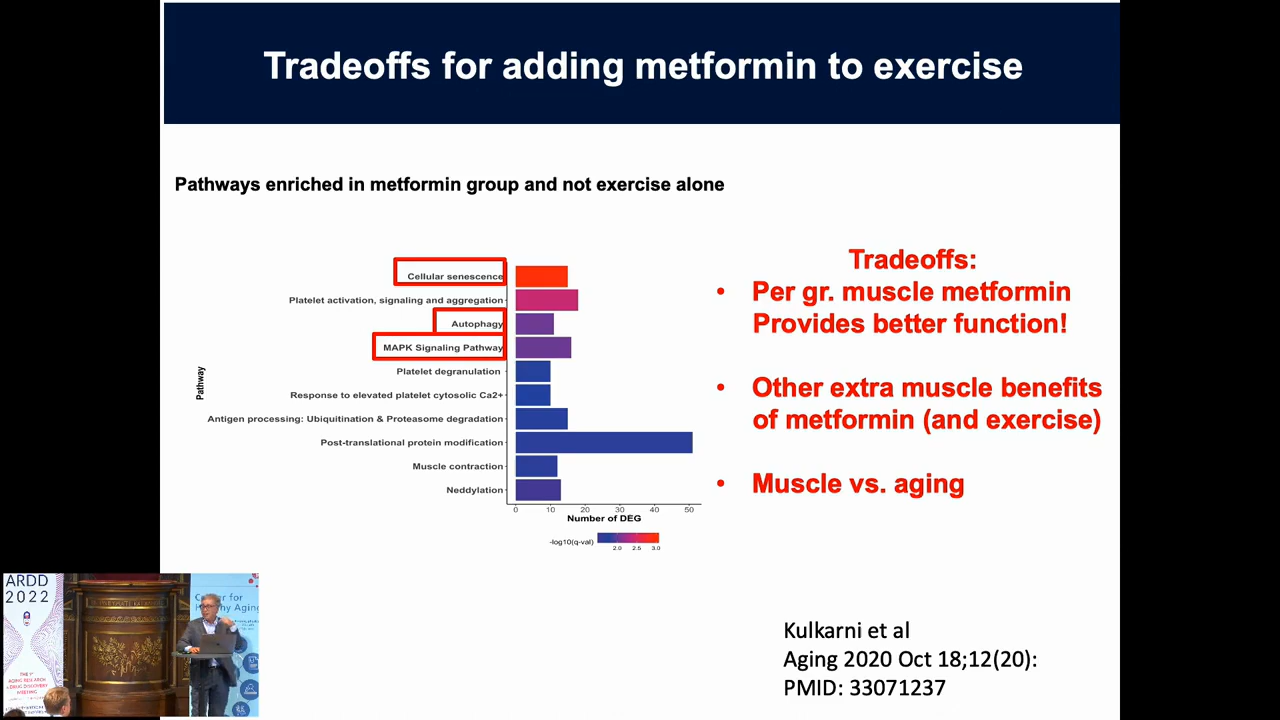 Tradeoffs for adding metformin to exercise
Pathways enriched in metformin group and not exercise alone
Pathway
Cellular senescence
Platelet activation, signaling and aggregation
Autophagy
MAPK Signaling Pathway
Platelet degranulation
Response to elevated platelet cytosolic Ca2+
Antigen processing: Ubiquitination & Proteasome degradation
Post-translational protein modification
Muscle contraction
Neddylation
0 10 20 30 40 50
Number of DEG
-log10(q-val)
2.0 2.5 3.0
Tradeoffs:
• Per gr. muscle metformin
Provides better function!
• Other extra muscle benefits
of metformin (and exercise)
• Muscle vs. aging
Kulkarni et al
Aging 2020 Oct 18;12(20):
PMID: 33071237
ARDD
2022
MEETING
Healthy Aging